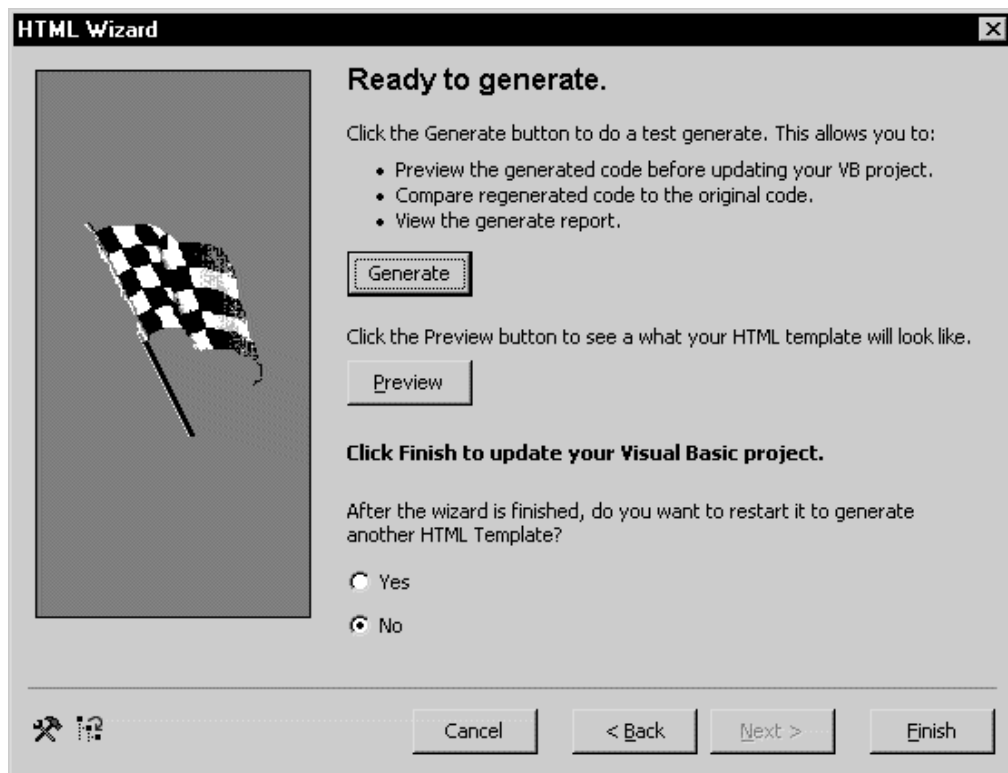 HTML Wizard
Ready to generate.
Click the Generate button to do a test generate. This allows you to:
• Preview the generated code before updating your VB project.
• Compare regenerated code to the original code.
• View the generate report.
Generate
Click the Preview button to see a what your HTML template will look like.
Preview
Click Finish to update your Visual Basic project.
After the wizard is finished, do you want to restart it to generate
another HTML Template?
Yes
No
Cancel
< Back
Next >
Finish